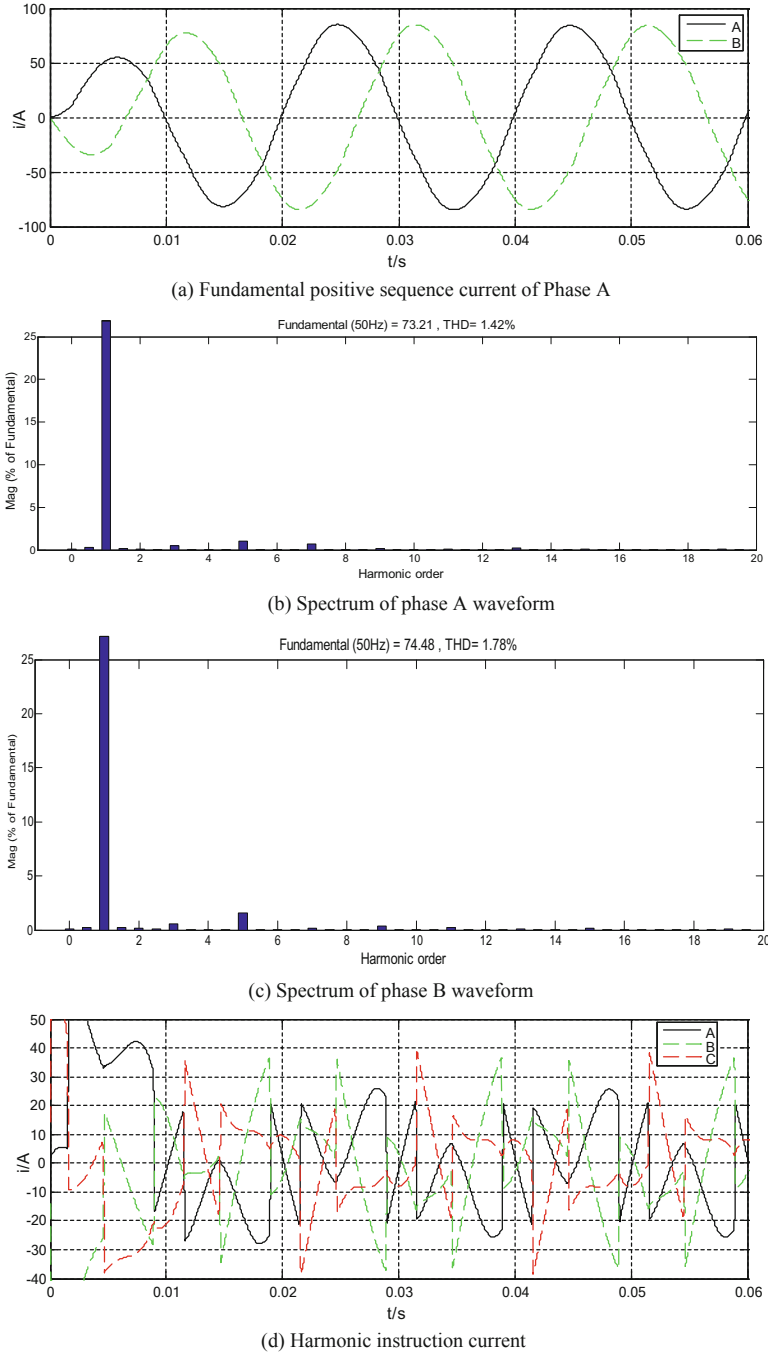 100
50
0
-50
-100
i/A
A
B
0 0.01 0.02 0.03 0.04 0.05 0.06
t/s
(a) Fundamental positive sequence current of Phase A
Fundamental (50Hz) = 73.21 , THD= 1.42%
25
20
15
10
5
0
Mag (% of Fundamental)
0 2 4 6 8 10 12 14 16 18 20
Harmonic order
(b) Spectrum of phase A waveform
Fundamental (50Hz) = 74.48 , THD= 1.78%
25
20
15
10
5
0
Mag (% of Fundamental)
0 2 4 6 8 10 12 14 16 18 20
Harmonic order
(c) Spectrum of phase B waveform
50
40
30
20
10
0
-10
-20
-30
-40
i/A
A
B
C
0 0.01 0.02 0.03 0.04 0.05 0.06
t/s
(d) Harmonic instruction current